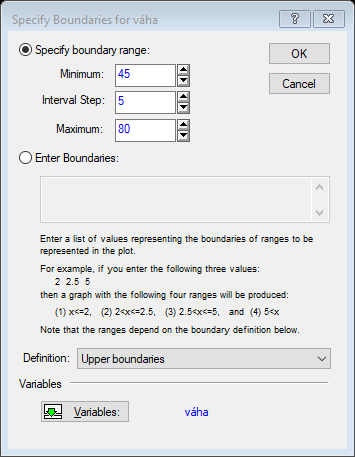 Specify Boundaries for váha
Specify boundary range:
OK
Minimum: 45
Cancel
Interval Step: 5
Maximum: 80
Enter Boundaries:
Enter a list of values representing the boundaries of ranges to be
represented in the plot.
For example, if you enter the following three values:
2 2.5 5
then a graph with the following four ranges will be produced:
(1) x<=2, (2) 2<x<=2.5, (3) 2.5<x<=5, and (4) 5<x
Note that the ranges depend on the boundary definition below.
Definition: Upper boundaries
Variables
Variables: váha